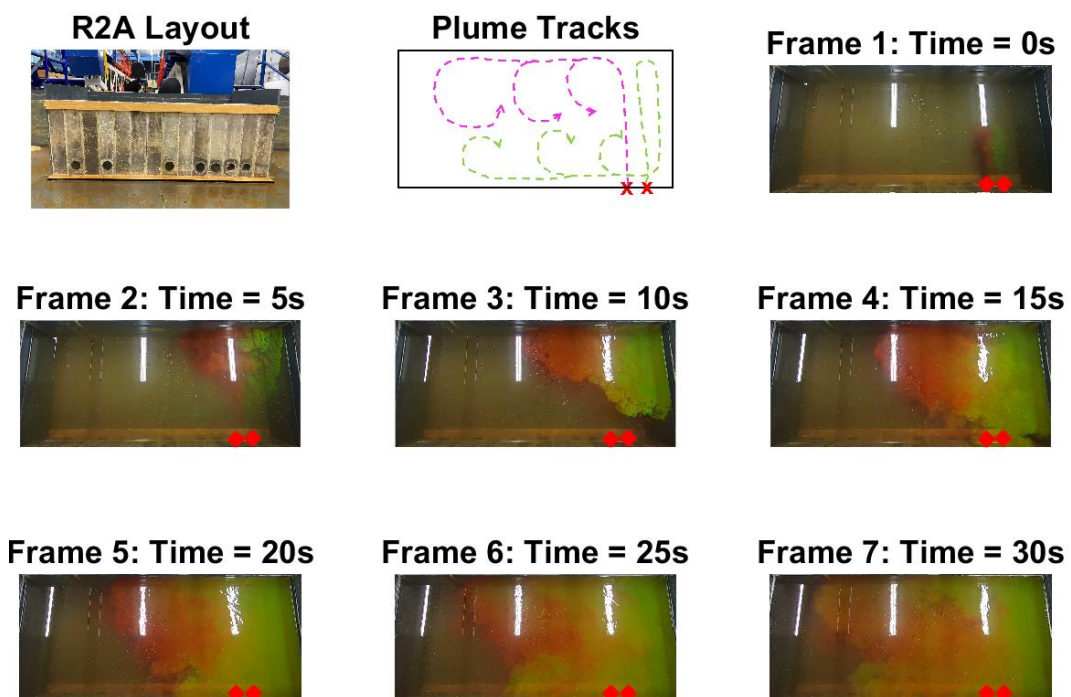 R2A Layout
Plume Tracks
Frame 1: Time = 0s
Frame 2: Time = 5s
Frame 3: Time = 10s
Frame 4: Time = 15s
Frame 5: Time = 20s
Frame 6: Time = 25s
Frame 7: Time = 30s
x x